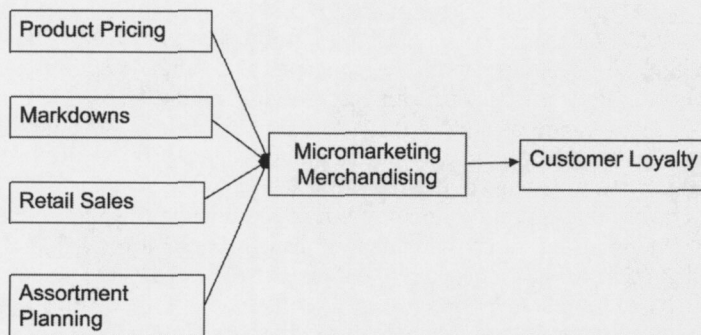 Product Pricing
Markdowns
Micromarketing
Merchandising
Customer Loyalty
Retail Sales
Assortment
Planning